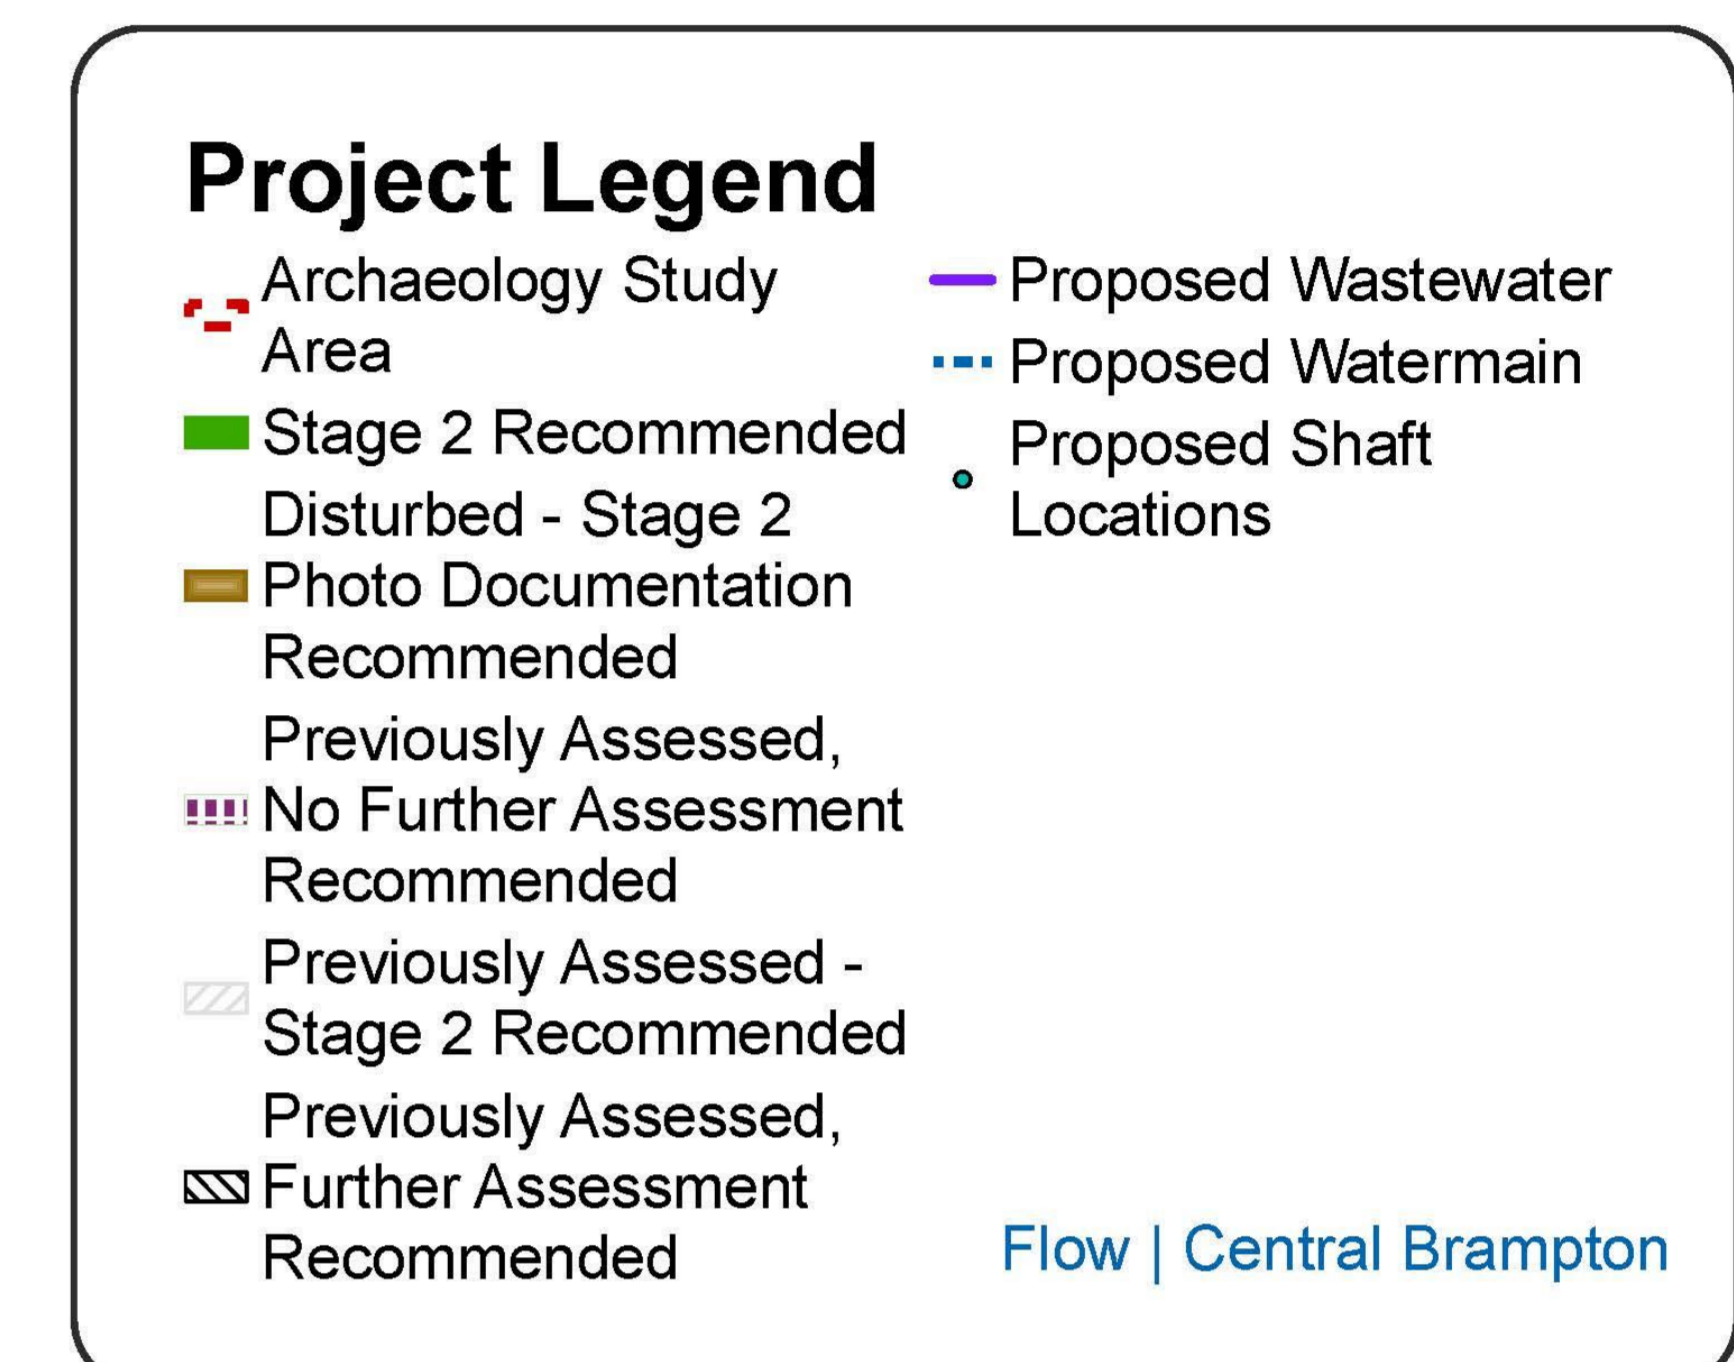 Project Legend
Archaeology Study
Area
Stage 2 Recommended
Disturbed - Stage 2
Photo Documentation
Recommended
Previously Assessed,
No Further Assessment
Recommended
Previously Assessed -
Stage 2 Recommended
Previously Assessed,
Further Assessment
Recommended
Proposed Wastewater
Proposed Watermain
Proposed Shaft
Locations
Flow | Central Brampton